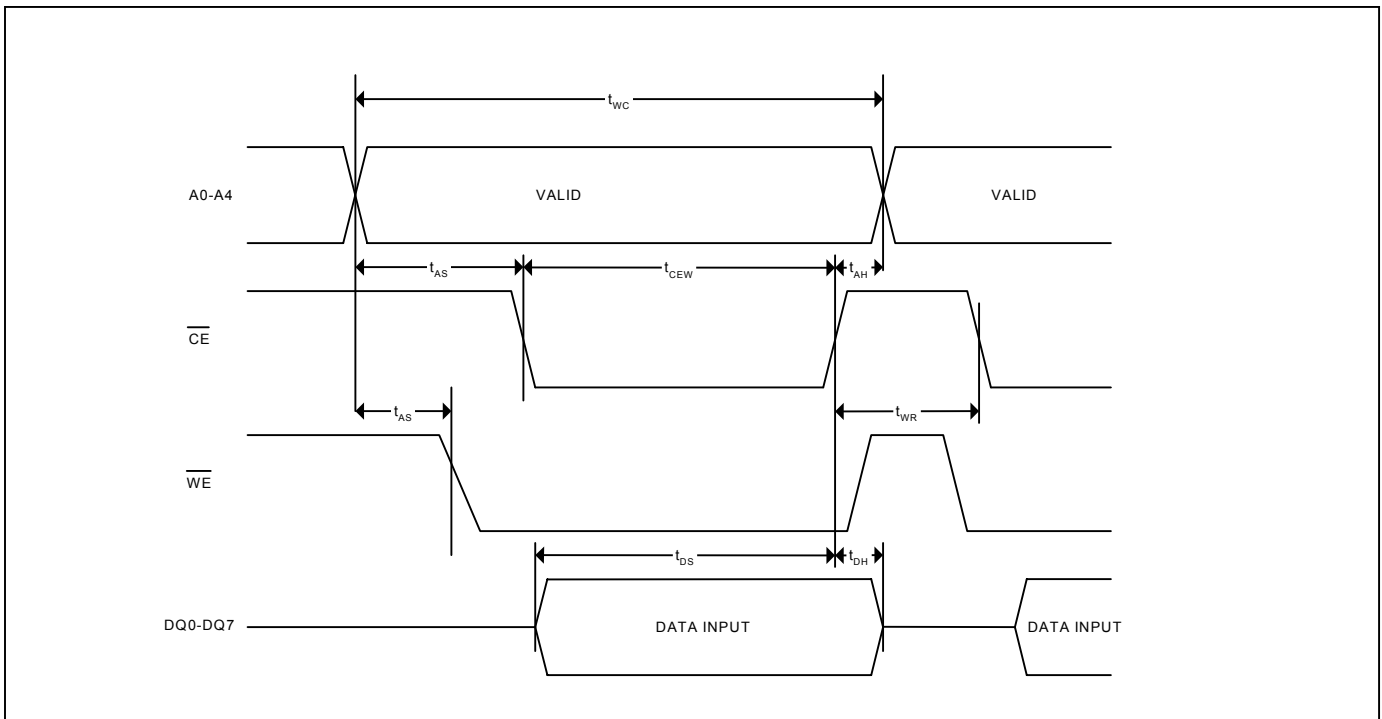 tWC
A0-A4
VALID
VALID
tAS
tCEW
tAH
CE
tAS
tWR
WE
tDS
tDH
DQ0-DQ7
DATA INPUT
DATA INPUT